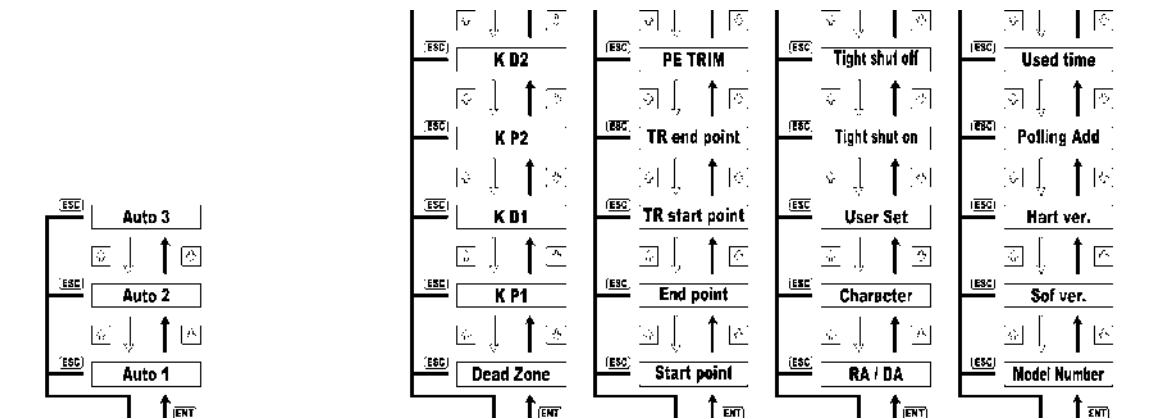 ESC K D2 ESC PE TRIM ESC Tight shut off ESC Used time
ESC K P2 ESC TR end point ESC Tight shut on ESC Polling Add
ESC Auto 3 ESC K D1 ESC TR start point ESC User Set ESC Hart ver.
ESC Auto 2 ESC K P1 ESC End point ESC Character ESC Sof ver.
ESC Auto 1 ESC Dead Zone ESC Start point ESC RA / DA ESC Model Number
ENT ENT ENT ENT ENT